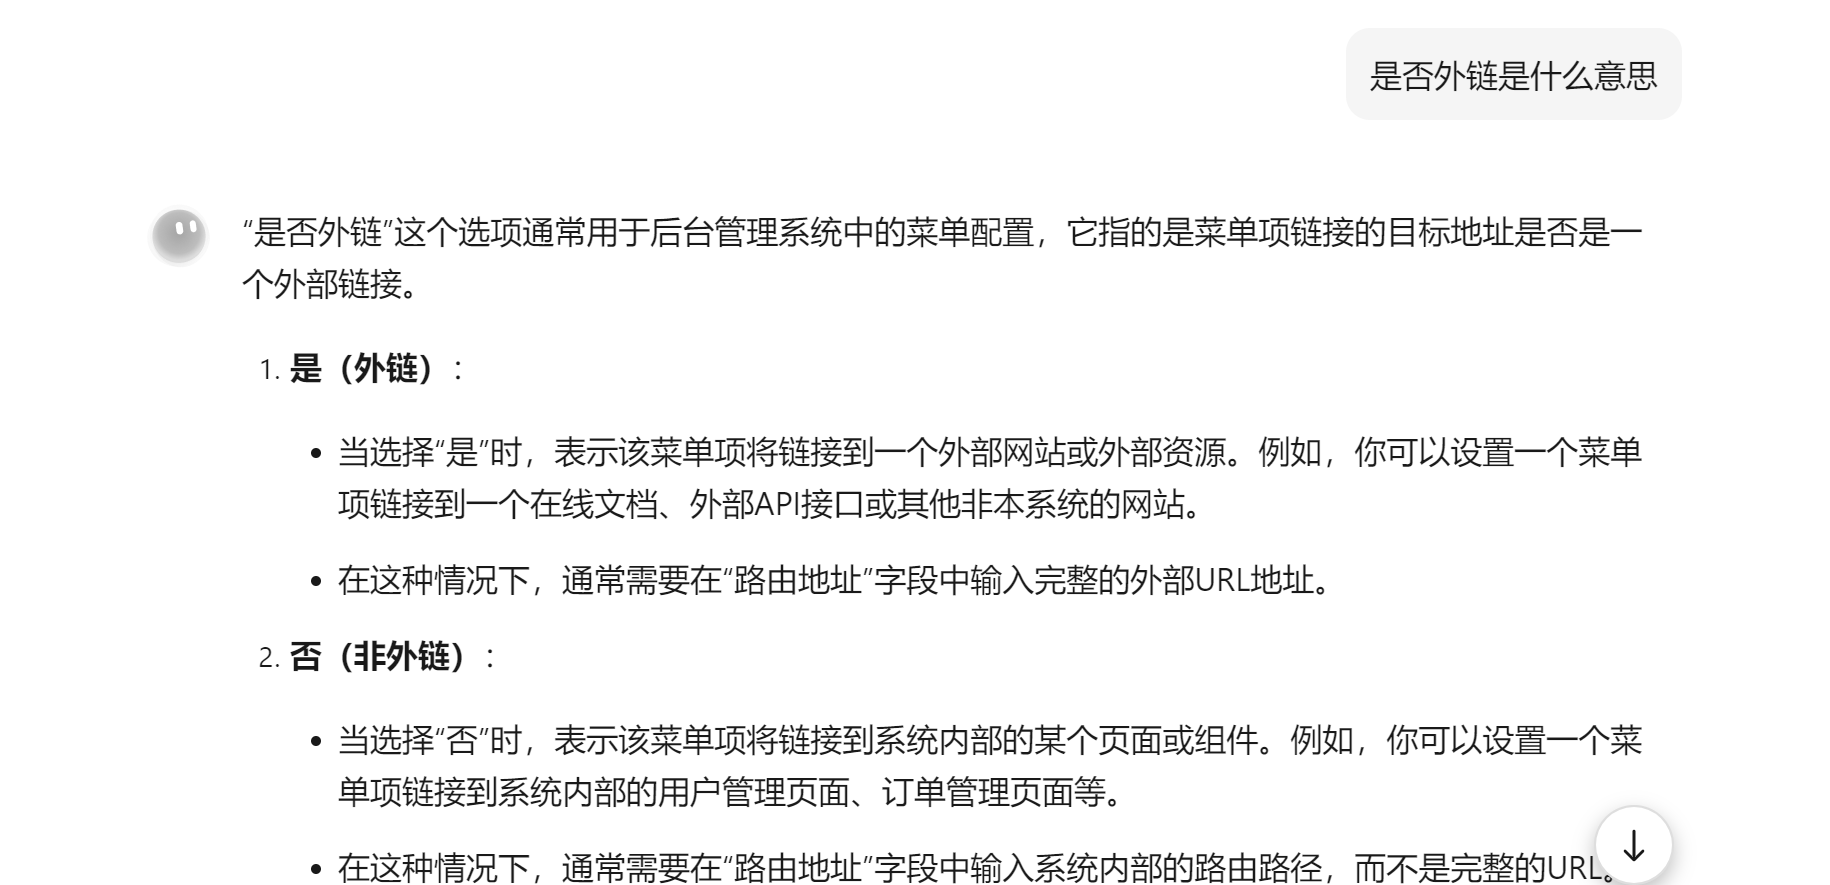 是否外链是什么意思
“是否外链”这个选项通常用于后台管理系统中的菜单配置，它指的是菜单项链接的目标地址是否是一
个外部链接。
1. 是（外链）：
• 当选择“是”时，表示该菜单项将链接到一个外部网站或外部资源。例如，你可以设置一个菜单
项链接到一个在线文档、外部API接口或其他非本系统的网站。
• 在这种情况下，通常需要在“路由地址”字段中输入完整的外部URL地址。
2. 否（非外链）：
• 当选择“否”时，表示该菜单项将链接到系统内部的某个页面或组件。例如，你可以设置一个菜
单项链接到系统内部的用户管理页面、订单管理页面等。
• 在这种情况下，通常需要在“路由地址”字段中输入系统内部的路由路径，而不是完整的URL。